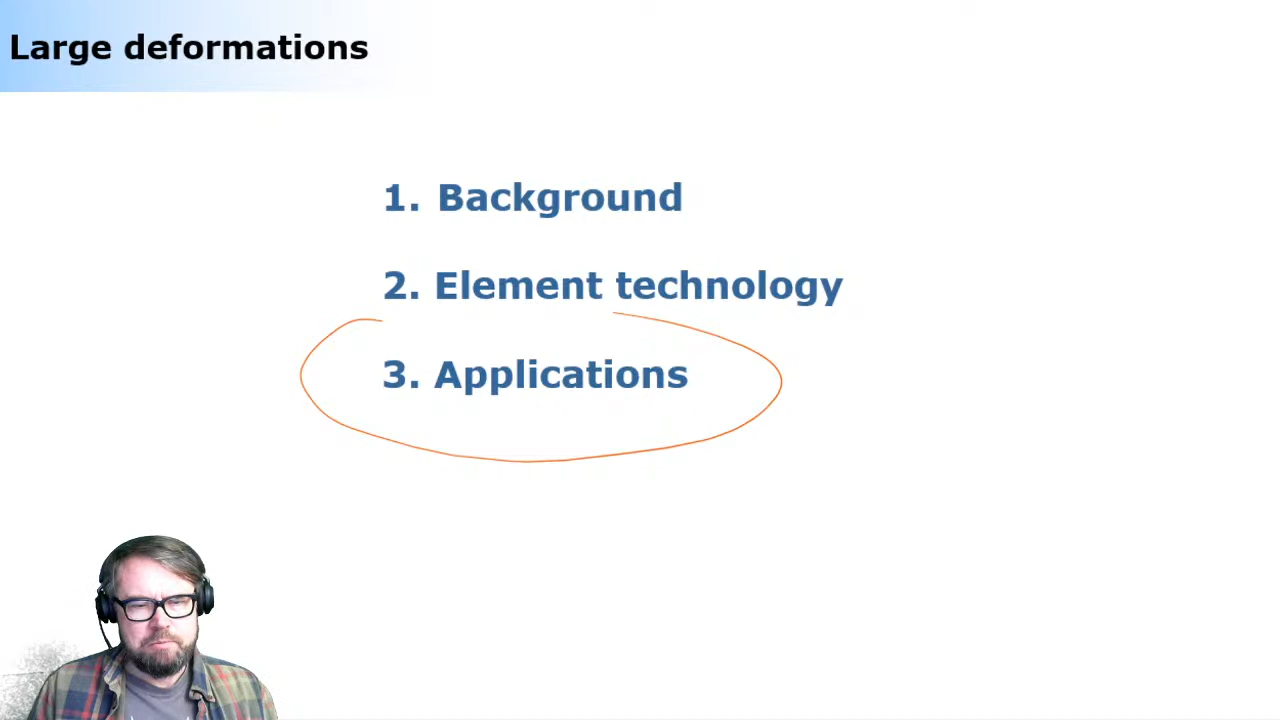 Large deformations
1. Background
2. Element technology
3. Applications